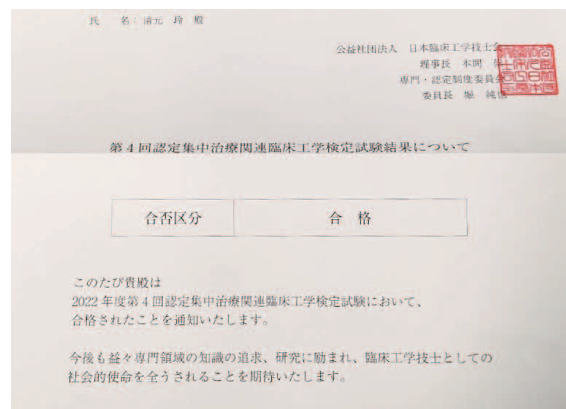 氏　名：清元　玲　殿
公益社団法人　日本臨床工学技士会
理事長　本間　崇
専門・認定制度委員会
委員長　堀　純也
第4回認定集中治療関連臨床工学検定試験結果について
合否区分　合　格
このたび貴殿は
2022年度第4回認定集中治療関連臨床工学検定試験において、
合格されたことを通知いたします。
今後も益々専門領域の知識の追求、研究に励まれ、臨床工学技士としての
社会的使命を全うされることを期待いたします。